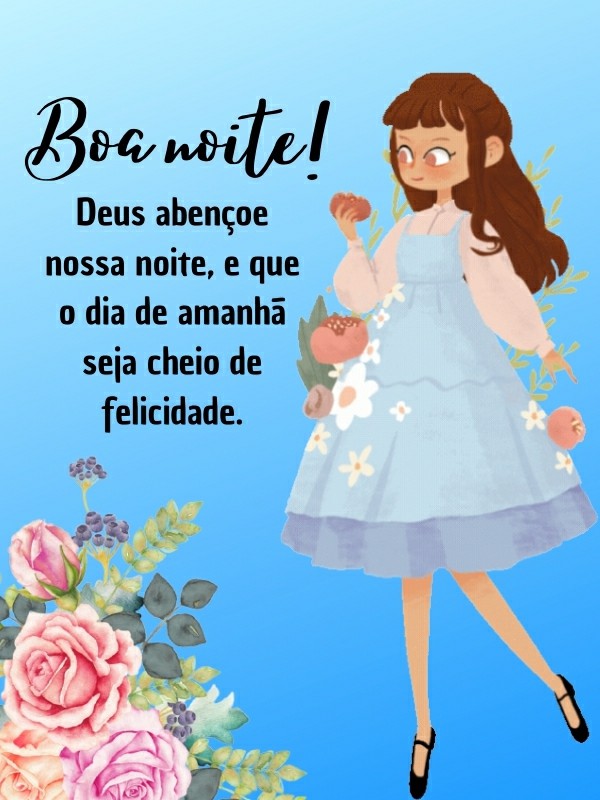 Boa noite!
Deus abençoe
nossa noite, e que
o dia de amanhã
seja cheio de
felicidade.